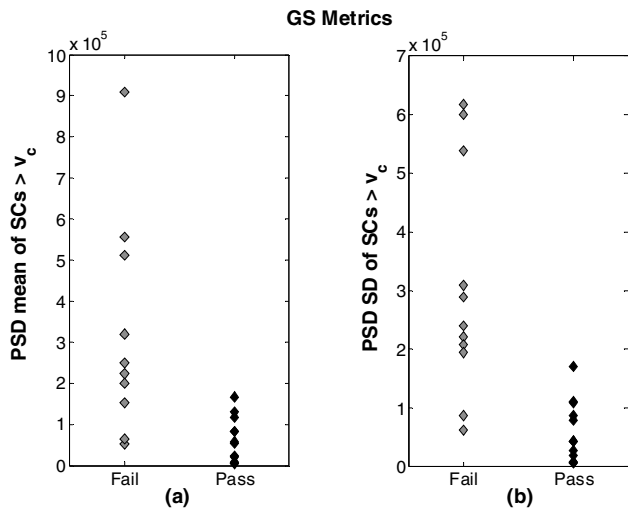 GS Metrics
x 10^5
10
9
8
7
6
5
4
3
2
1
0
PSD mean of SCs > v_c
Fail
Pass
(a)
x 10^5
7
6
5
4
3
2
1
0
PSD SD of SCs > v_c
Fail
Pass
(b)